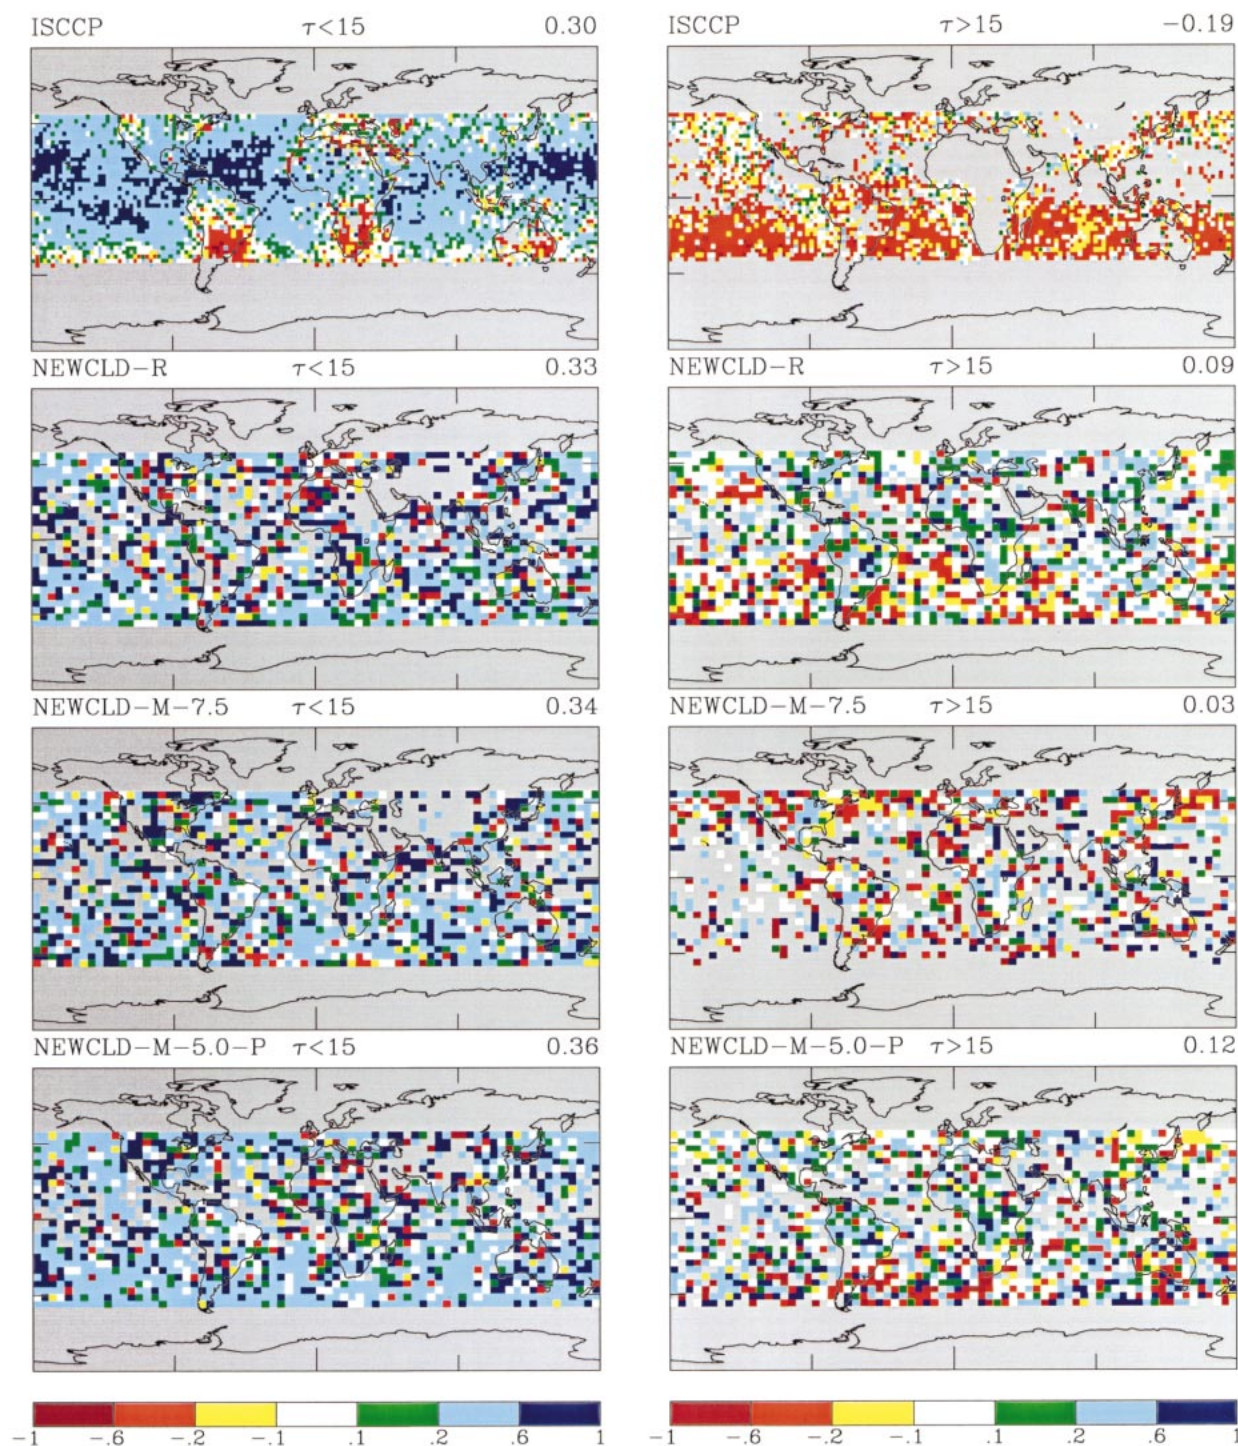 ISCCP τ<15 0.30
ISCCP τ>15 −0.19
NEWCLD−R τ<15 0.33
NEWCLD−R τ>15 0.09
NEWCLD−M−7.5 τ<15 0.34
NEWCLD−M−7.5 τ>15 0.03
NEWCLD−M−5.0−P τ<15 0.36
NEWCLD−M−5.0−P τ>15 0.12
−1 −.6 −.2 −.1 .1 .2 .6 1
−1 −.6 −.2 −.1 .1 .2 .6 1